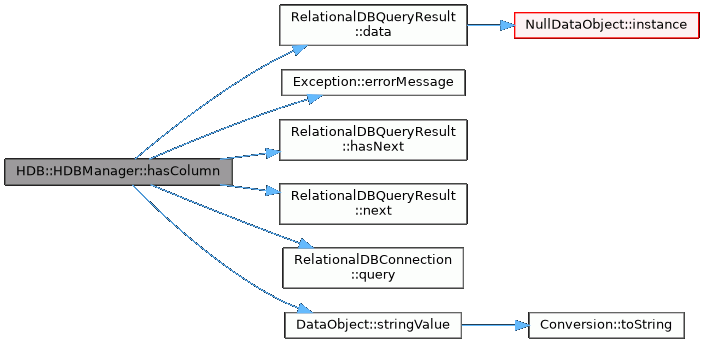 RelationalDBQueryResult
::data
NullDataObject::instance
Exception::errorMessage
RelationalDBQueryResult
::hasNext
HDB::HDBManager::hasColumn
RelationalDBQueryResult
::next
RelationalDBConnection
::query
DataObject::stringValue
Conversion::toString